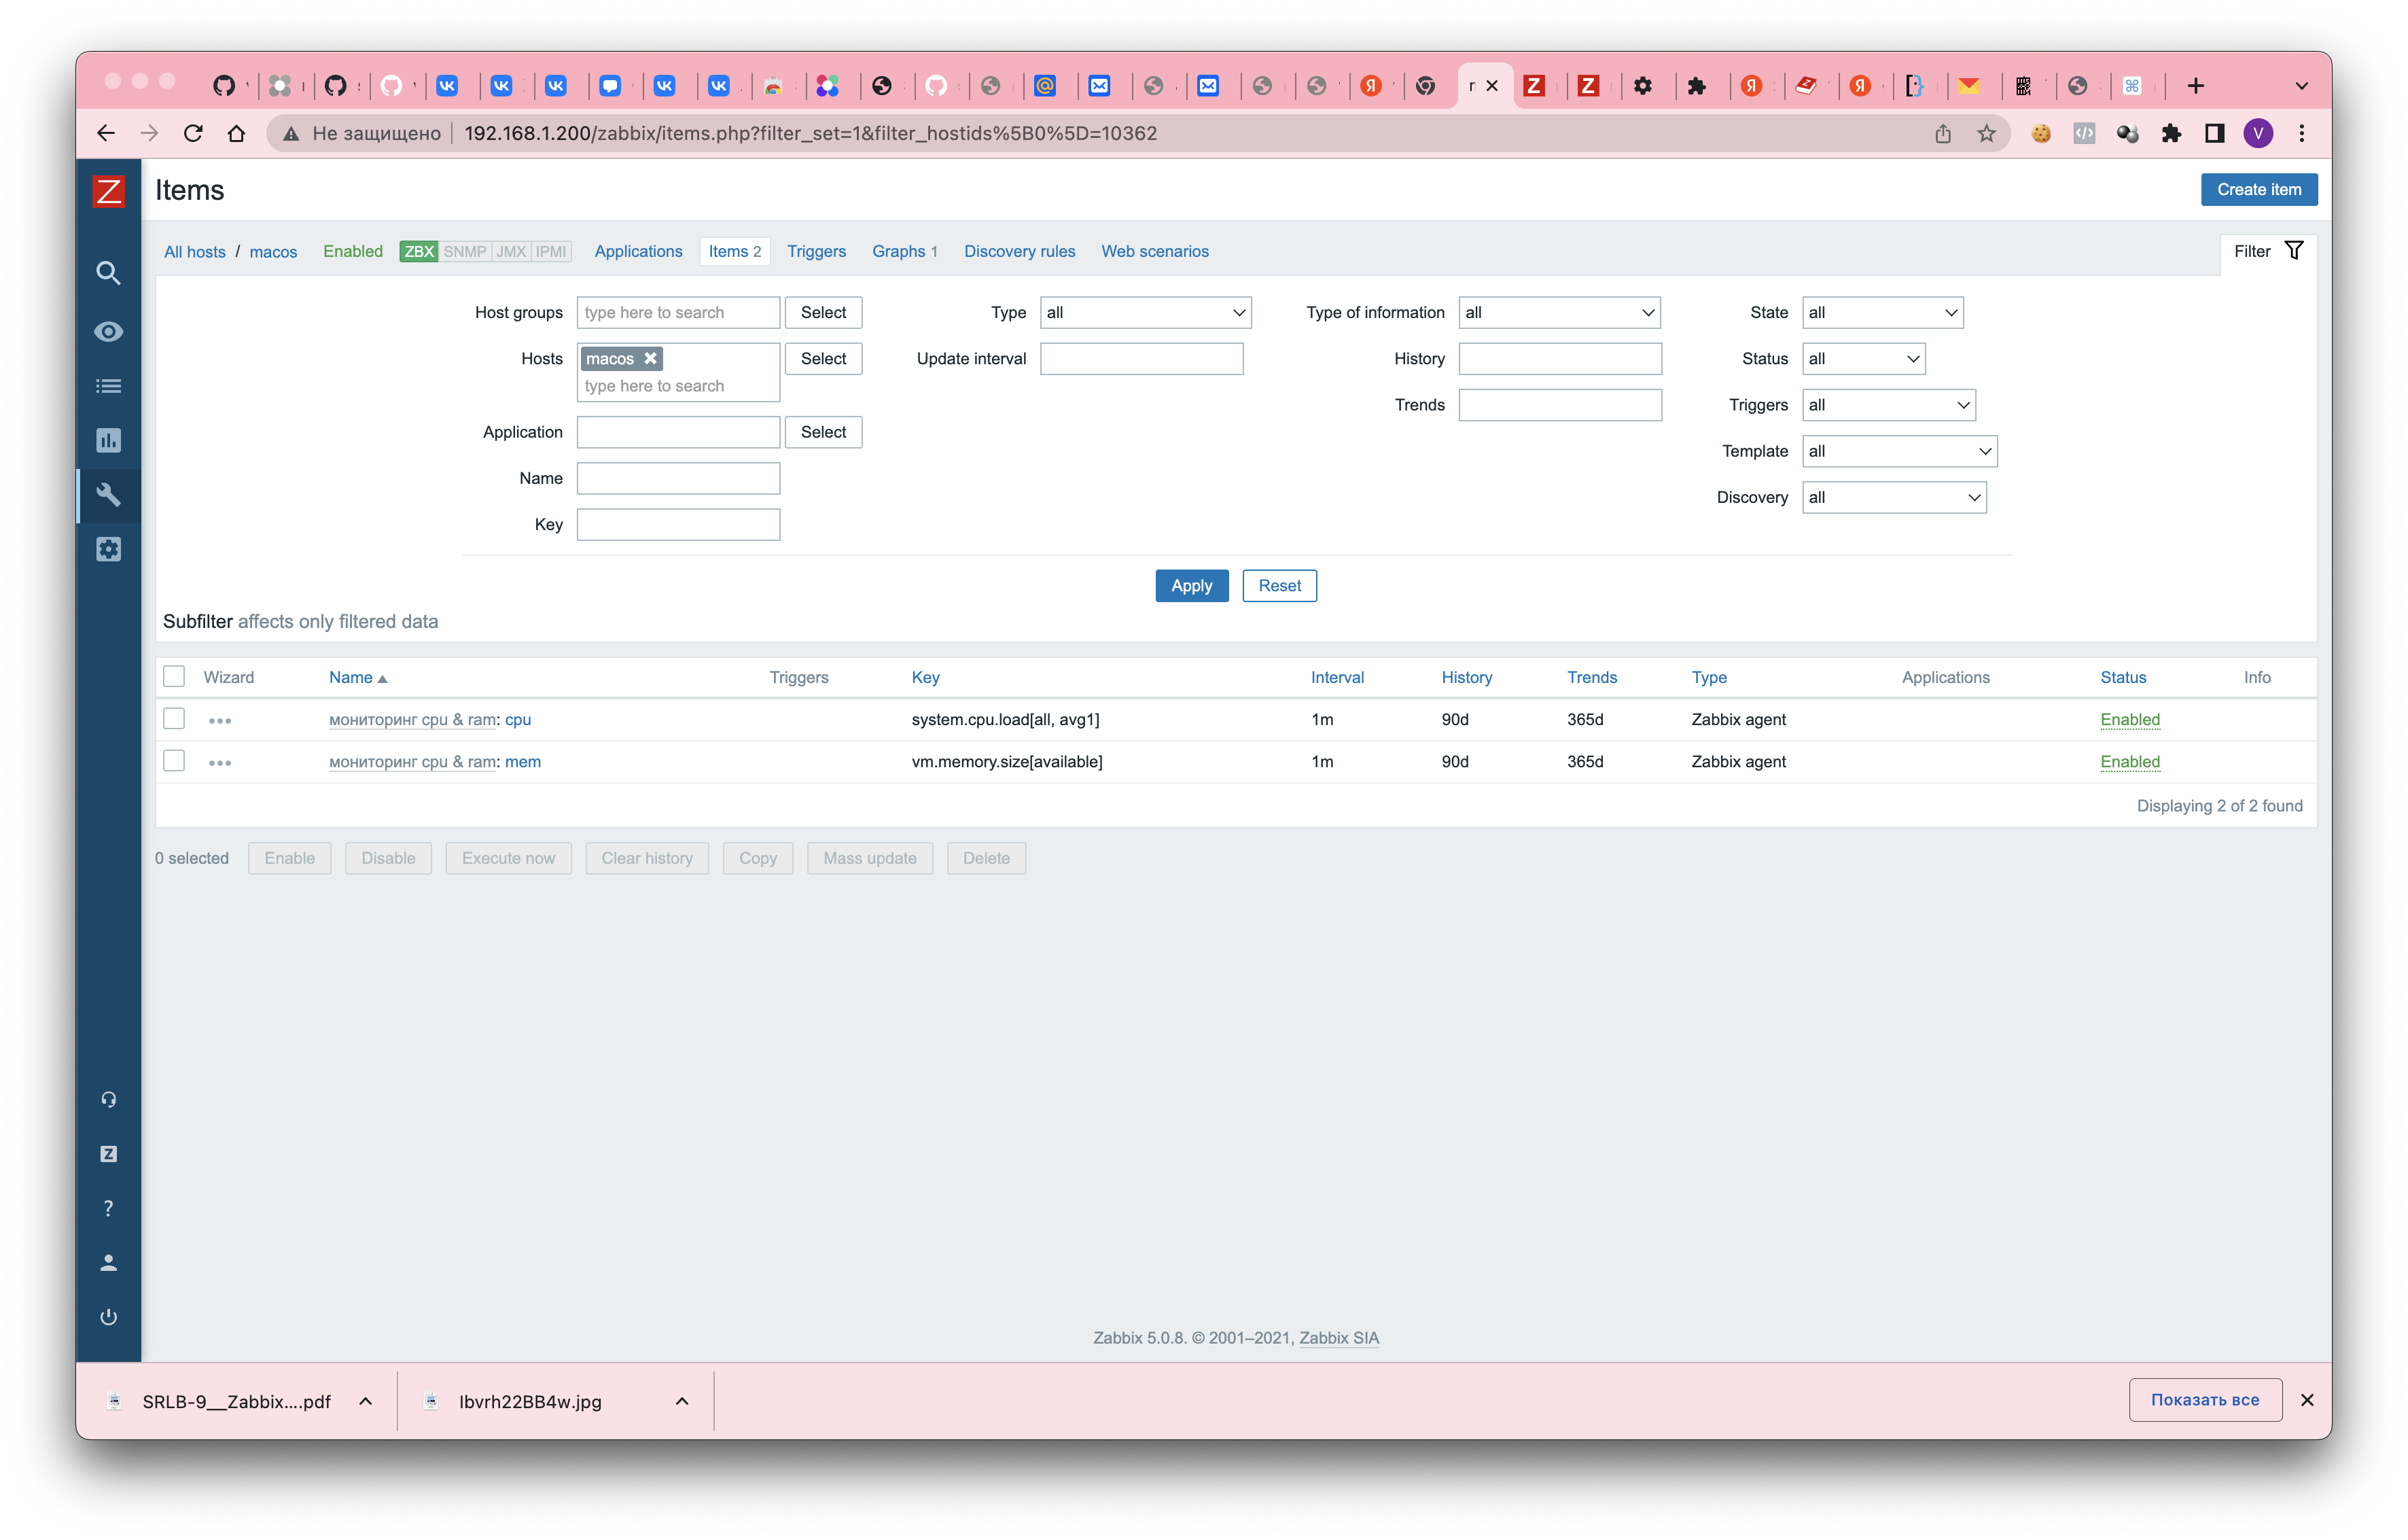 Не защищено 192.168.1.200/zabbix/items.php?filter_set=1&filter_hostids%5B0%5D=10362
V
Z
Items
Create item
All hosts / macos Enabled ZBX SNMP JMX IPMI Applications Items 2 Triggers Graphs 1 Discovery rules Web scenarios
Filter
Host groups type here to search Select Type all Type of information all State all
Hosts macos type here to search Select Update interval History Status all
Trends Triggers all
Application Select
Template all
Name
Discovery all
Key
Apply Reset
Subfilter affects only filtered data
Wizard Name Triggers Key Interval History Trends Type Applications Status Info
мониторинг cpu & ram: cpu system.cpu.load[all, avg1] 1m 90d 365d Zabbix agent Enabled
мониторинг cpu & ram: mem vm.memory.size[available] 1m 90d 365d Zabbix agent Enabled
Displaying 2 of 2 found
0 selected Enable Disable Execute now Clear history Copy Mass update Delete
Z
?
Zabbix 5.0.8. © 2001–2021, Zabbix SIA
SRLB-9__Zabbix....pdf
Ibvrh22BB4w.jpg
Показать все